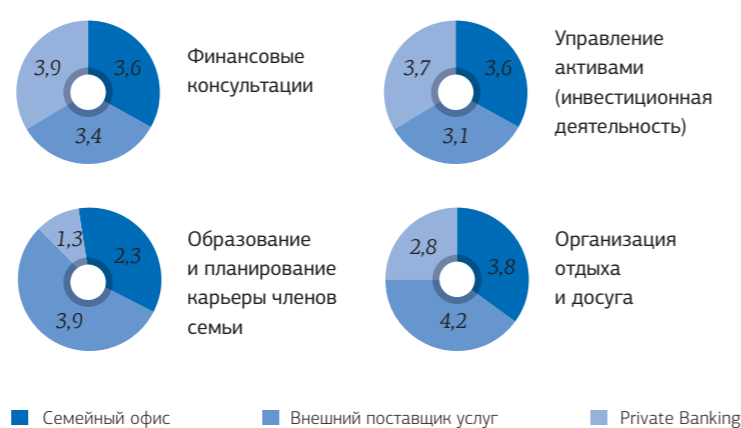 3,9
3,6
3,4
Финансовые
консультации
3,7
3,6
3,1
Управление
активами
(инвестиционная
деятельность)
1,3
2,3
3,9
Образование
и планирование
карьеры членов
семьи
2,8
3,8
4,2
Организация
отдыха
и досуга
Семейный офис
Внешний поставщик услуг
Private Banking